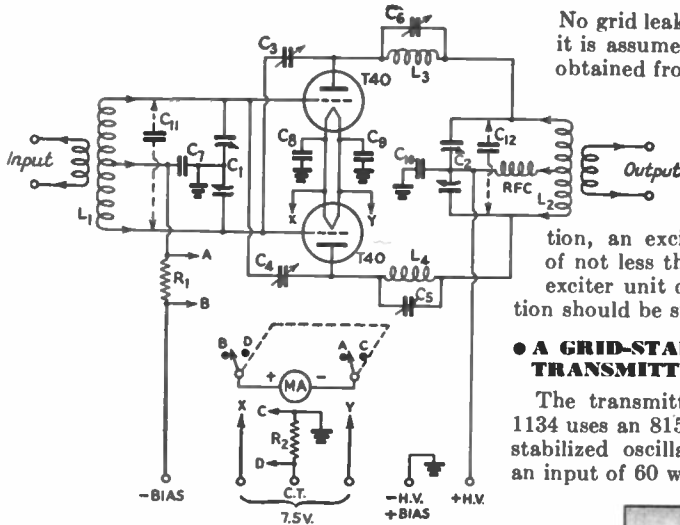 No grid leak
it is assume
obtained fro
C6
C3
L3
T40
C11
C12
C7
C1
C8
C9
C10
C2
Input
RFC
Output
L1
L2
X
Y
T40
A
R1
B
C4
L4
C5
tion, an exci
of not less th
exciter unit c
tion should be s
B D
A C
+ MA -
X
C
Y
R2
D
● A GRID-STA
TRANSMITT
The transmitt
1134 uses an 815
stabilized oscilla
an input of 60 w
-BIAS
C.T.
7.5V.
-H.V.
+BIAS
+H.V.